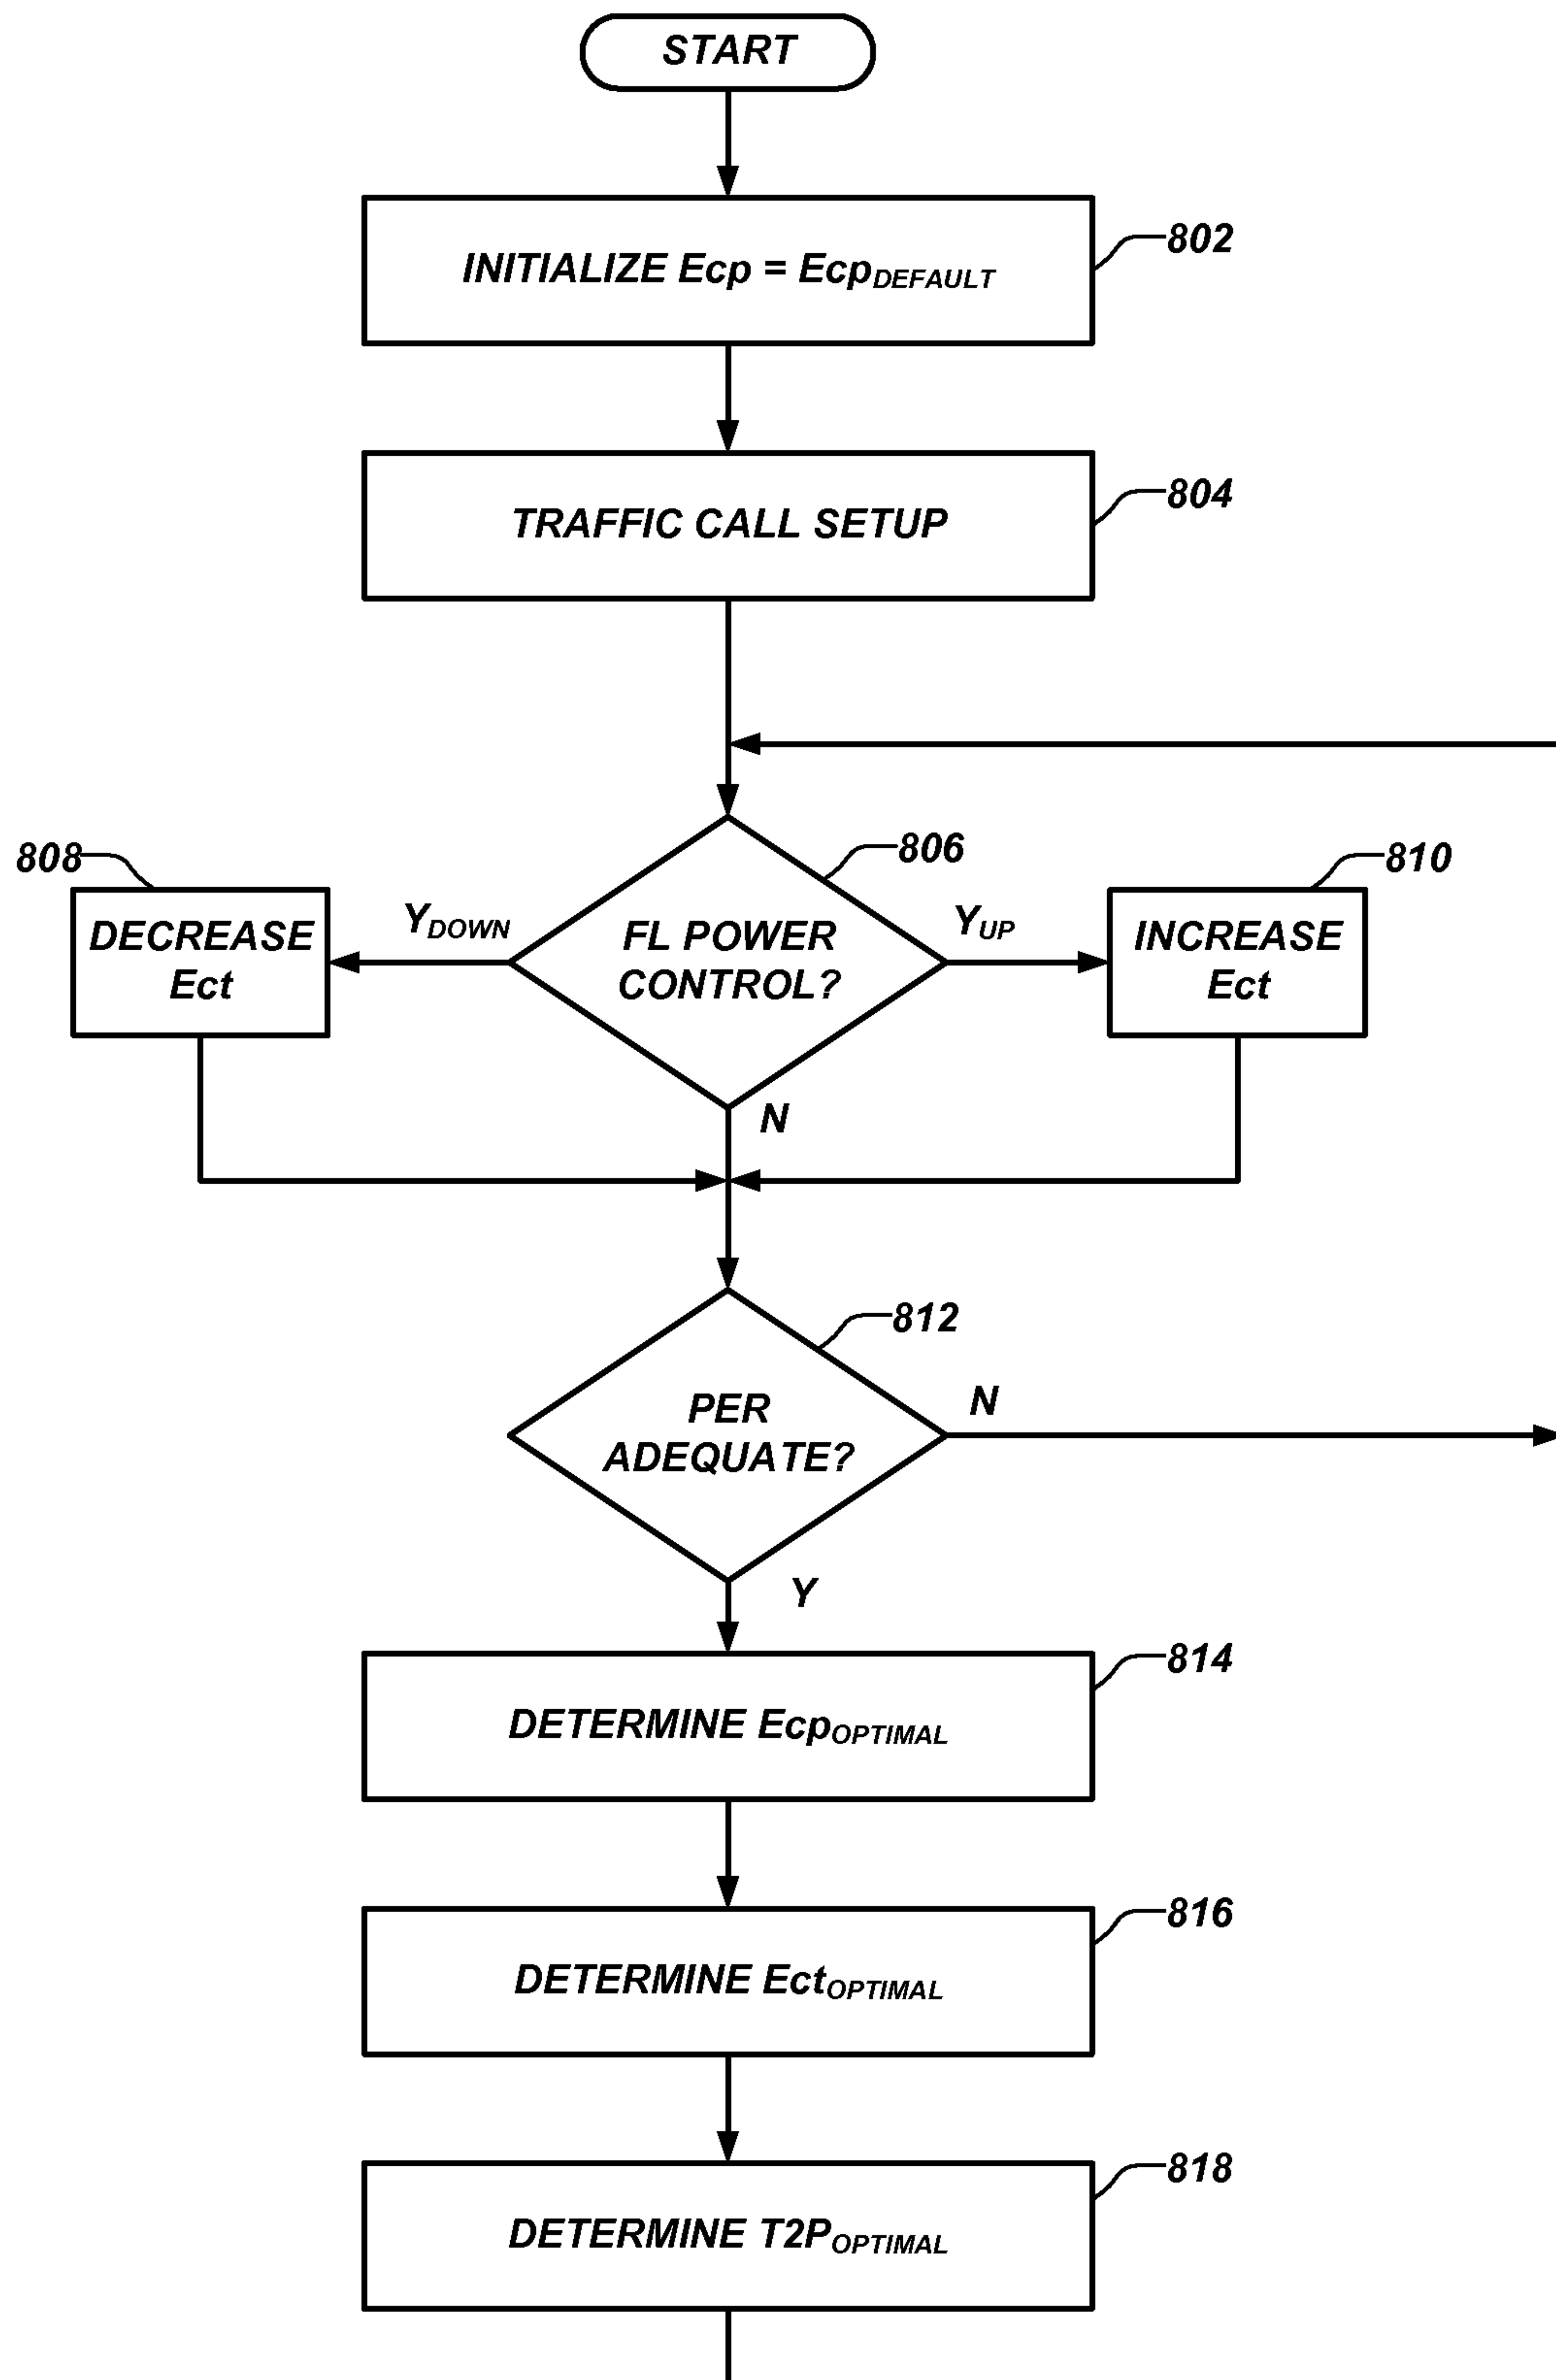 START
INITIALIZE Ecp = EcpDEFAULT
802
TRAFFIC CALL SETUP
804
806
808
810
DECREASE
Ect
YDOWN
FL POWER
CONTROL?
YUP
INCREASE
Ect
N
812
PER
ADEQUATE?
N
Y
814
DETERMINE EcpOPTIMAL
816
DETERMINE EctOPTIMAL
818
DETERMINE T2POPTIMAL